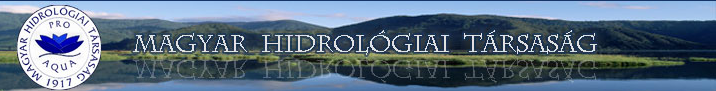 MAGYAR HIDROLÓGIAI TÁRSASÁG
1917
PRO
AQUA
MAGYAR HIDROLÓGIAI TÁRSASÁG